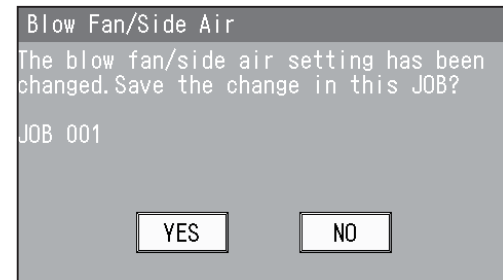 Blow Fan/Side Air
The blow fan/side air setting has been
changed.Save the change in this JOB?
JOB 001
YES NO